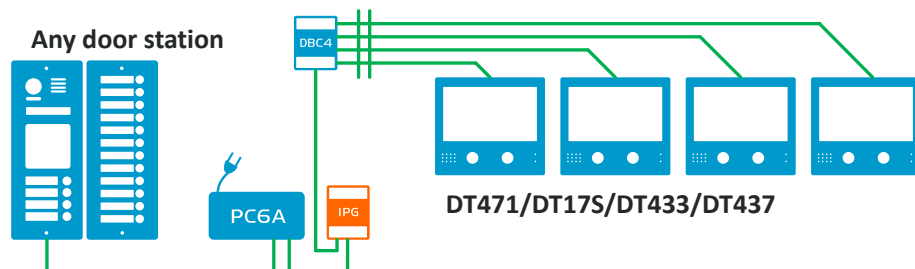 Any door station
DBC4
PC6A
IPG
DT471/DT17S/DT433/DT437